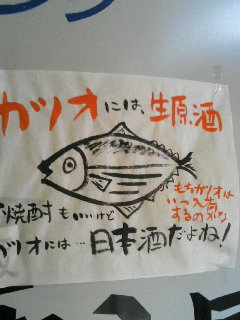 ガツオには、生原酒
もちガツオは
いつ入荷
するのかな
焼酎もいいけど
ガツオには…日本酒だよね!